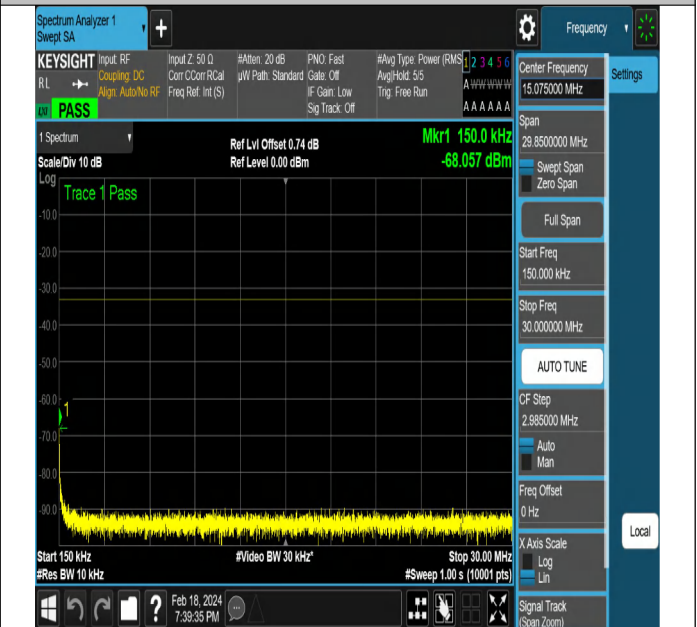 Spectrum Analyzer 1
Swept SA
+
Frequency
KEYSIGHT
RL
PASS
Input: RF
Coupling: DC
Align: Auto/No RF
Input Z: 50 Ω
Corr CCorr RCal
Freq Ref: Int (S)
#Atten: 20 dB
µW Path: Standard
PNO: Fast
Gate: Off
IF Gain: Low
Sig Track: Off
#Avg Type: Power (RMS
Avg|Hold: 5/5
Trig: Free Run
1 2 3 4 5 6
A W W W W W
A A A A A A
1 Spectrum
Scale/Div 10 dB
Ref Lvl Offset 0.74 dB
Ref Level 0.00 dBm
Mkr1 150.0 kHz
-68.057 dBm
Log
Trace 1 Pass
-10.0
-20.0
-30.0
-40.0
-50.0
-60.0
1
-70.0
-80.0
-90.0
Start 150 kHz
#Res BW 10 kHz
#Video BW 30 kHz*
Stop 30.00 MHz
#Sweep 1.00 s (10001 pts)
?
Feb 18, 2024
7:39:35 PM
Center Frequency
15.075000 MHz
Settings
Span
29.8500000 MHz
Swept Span
Zero Span
Full Span
Start Freq
150.000 kHz
Stop Freq
30.000000 MHz
AUTO TUNE
CF Step
2.985000 MHz
Auto
Man
Freq Offset
0 Hz
X Axis Scale
Log
Lin
Local
Signal Track
(Span Zoom)